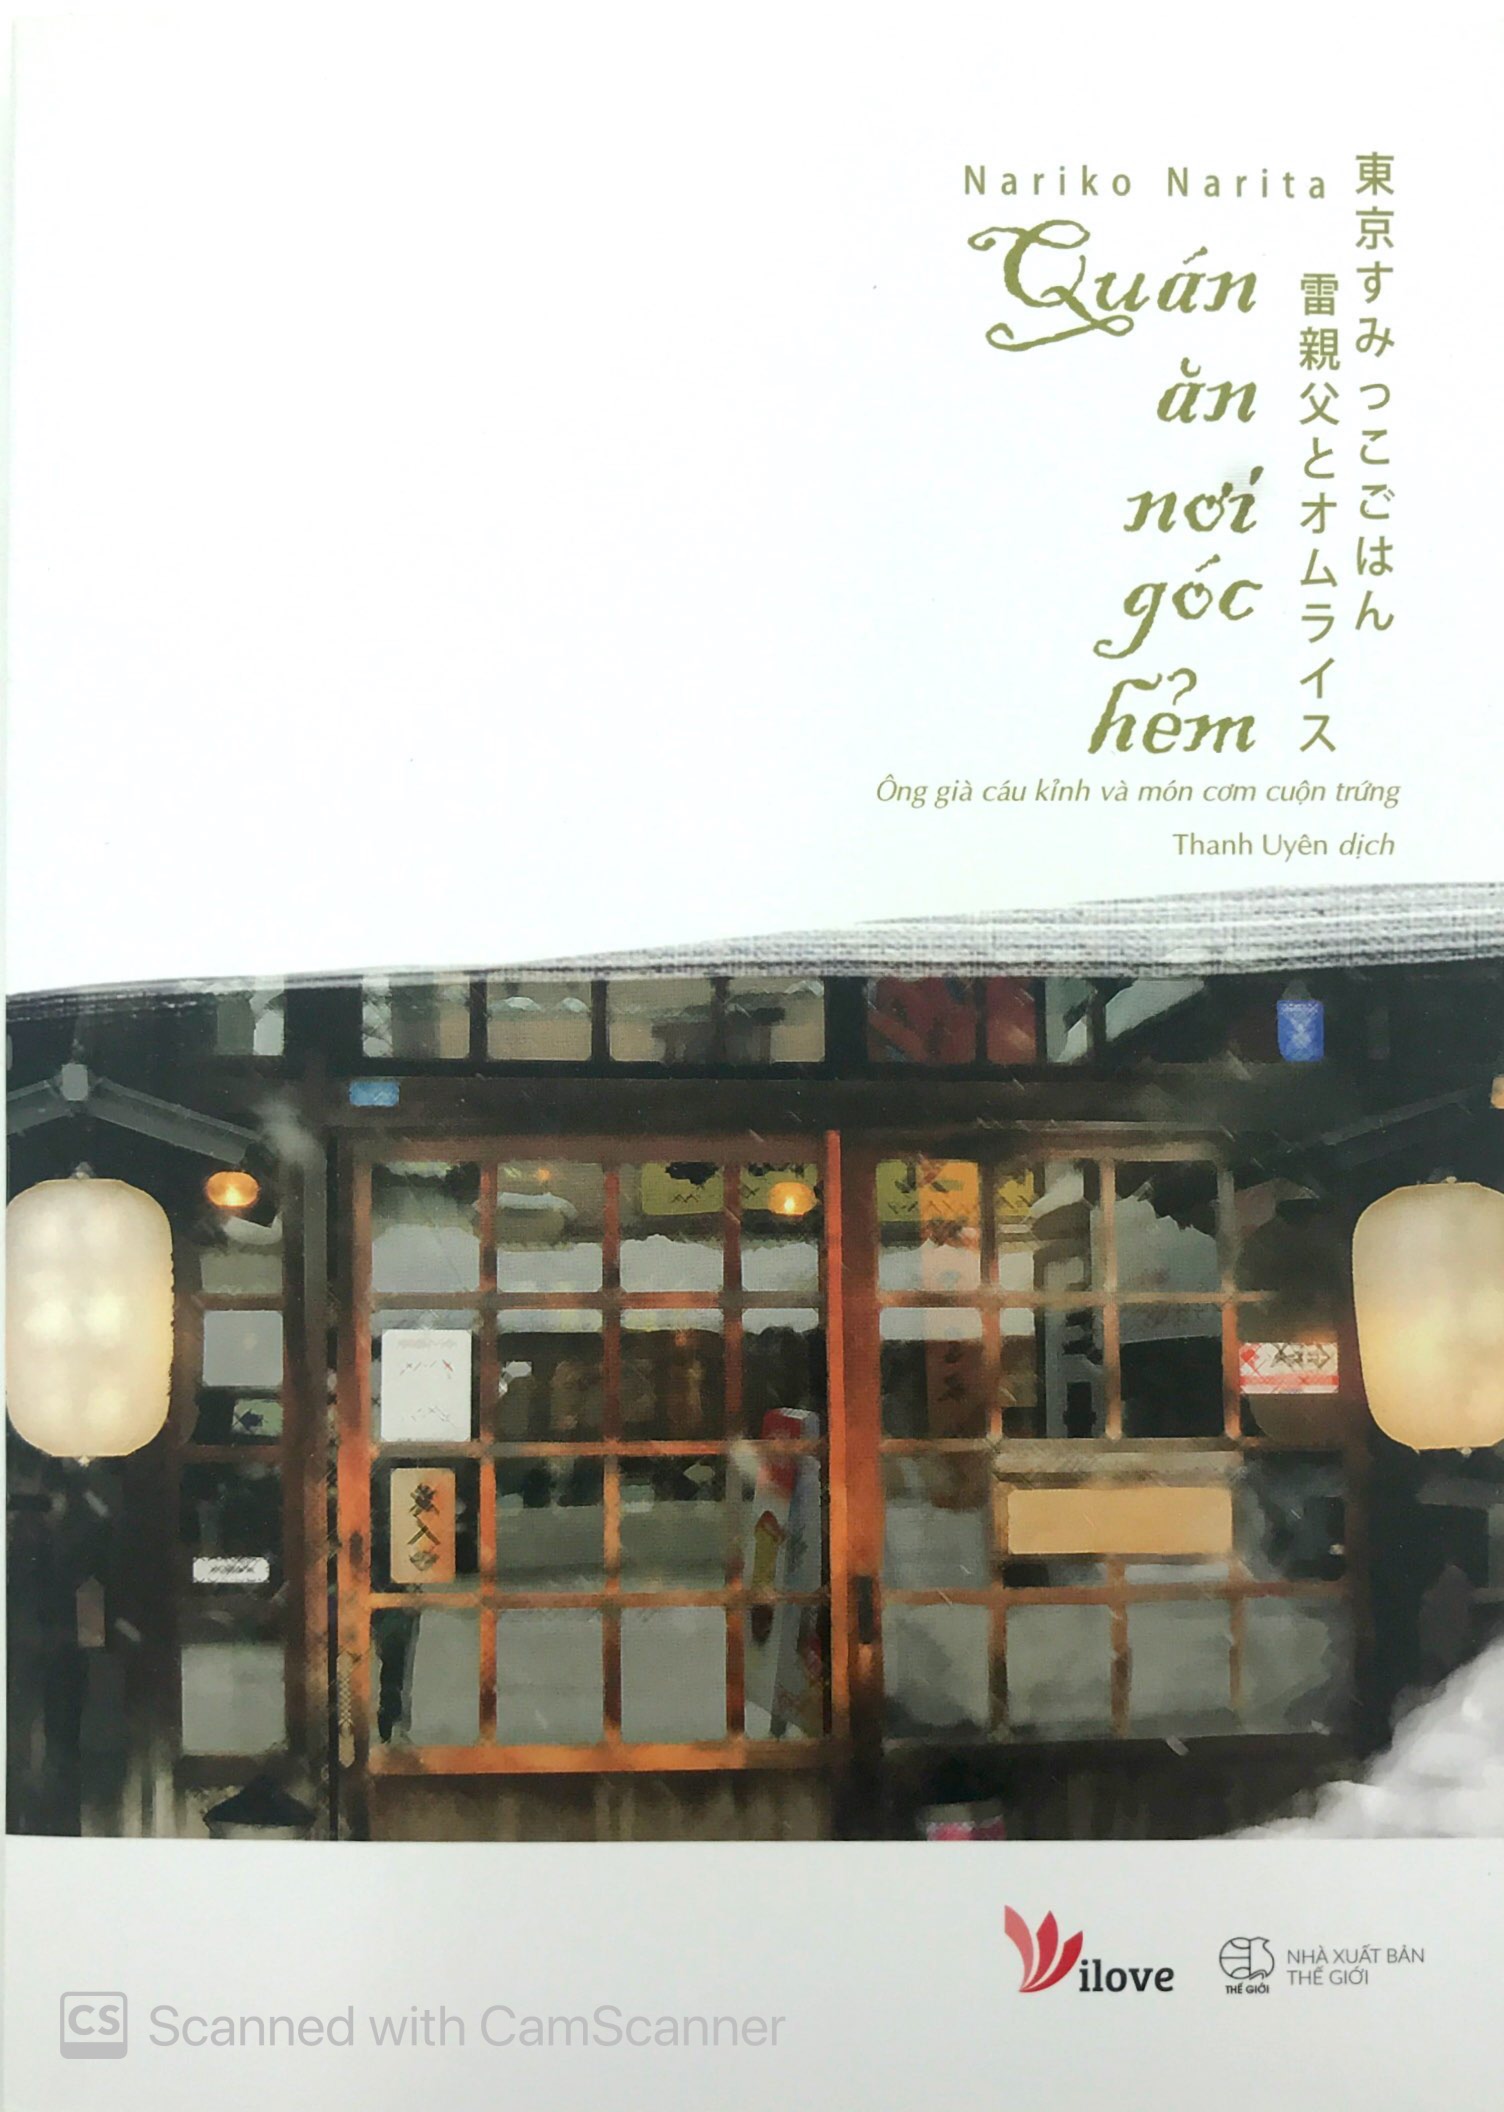 Nariko Narita
東京すみっこごはん
雷親父とオムライス
Quán
ăn
nơi
gốc
hẻm
Ông già cáu kỉnh và món cơm cuộn trứng
Thanh Uyên dịch
ilove
THẾ GIỚI
NHÀ XUẤT BẢN
THẾ GIỚI
CS Scanned with CamScanner